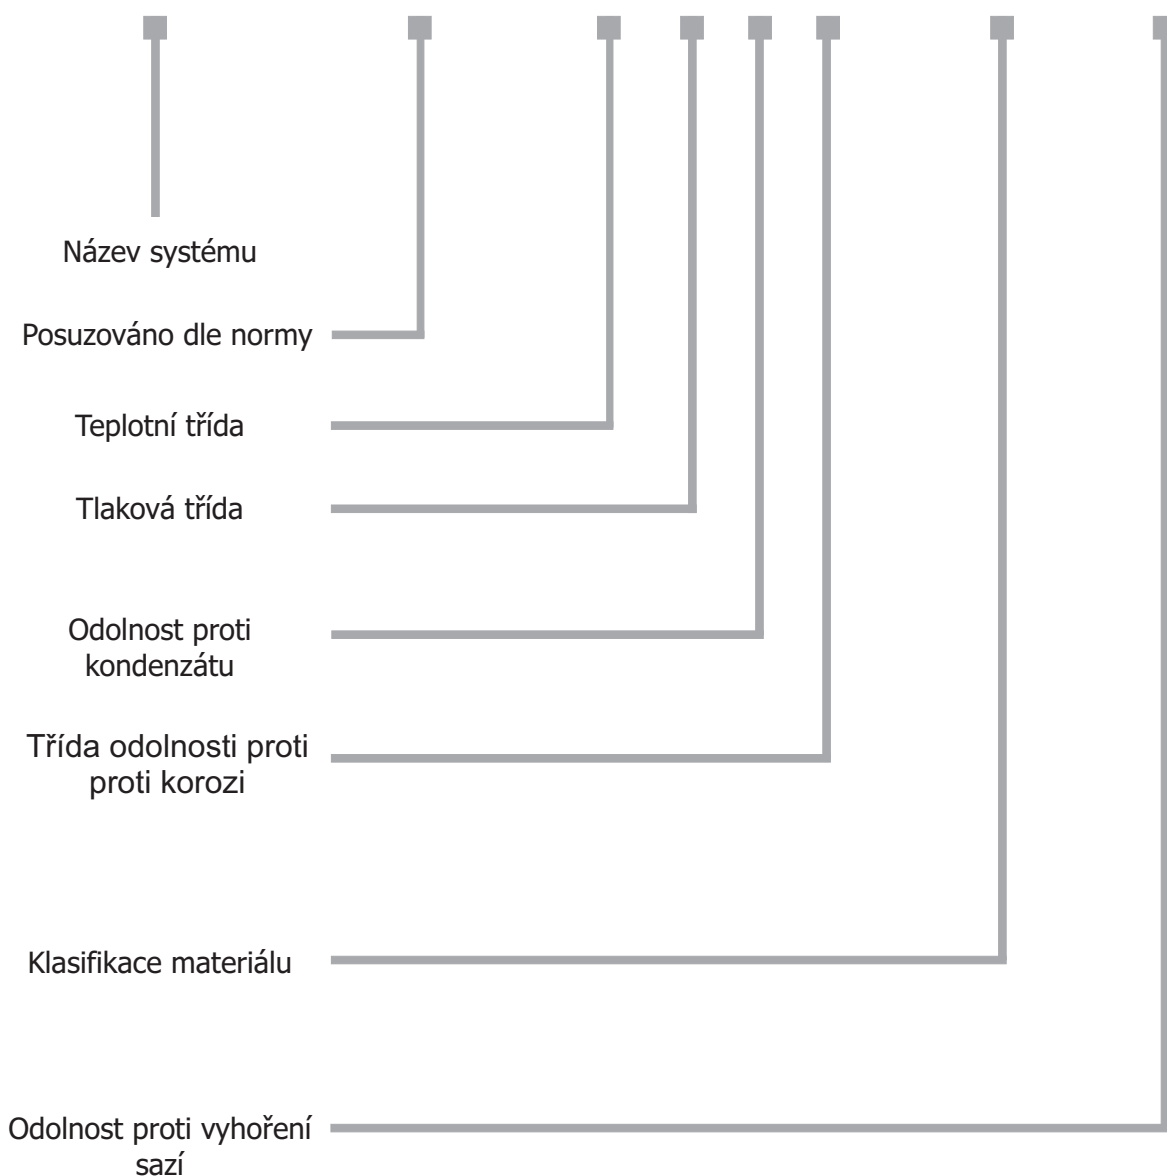 Název systému
Posuzováno dle normy
Teplotní třída
Tlaková třída
Odolnost proti
kondenzátu
Třída odolnosti proti
proti korozi
Klasifikace materiálu
Odolnost proti vyhoření
sazí